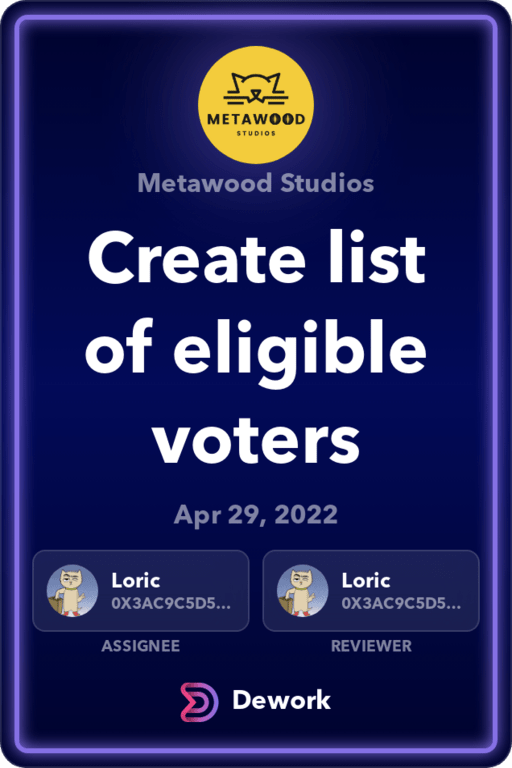 METAWOOD
STUDIOS
Metawood Studios
Create list
of eligible
voters
Apr 29, 2022
Loric
0X3AC9C5D5...
ASSIGNEE
Loric
0X3AC9C5D5...
REVIEWER
Dework